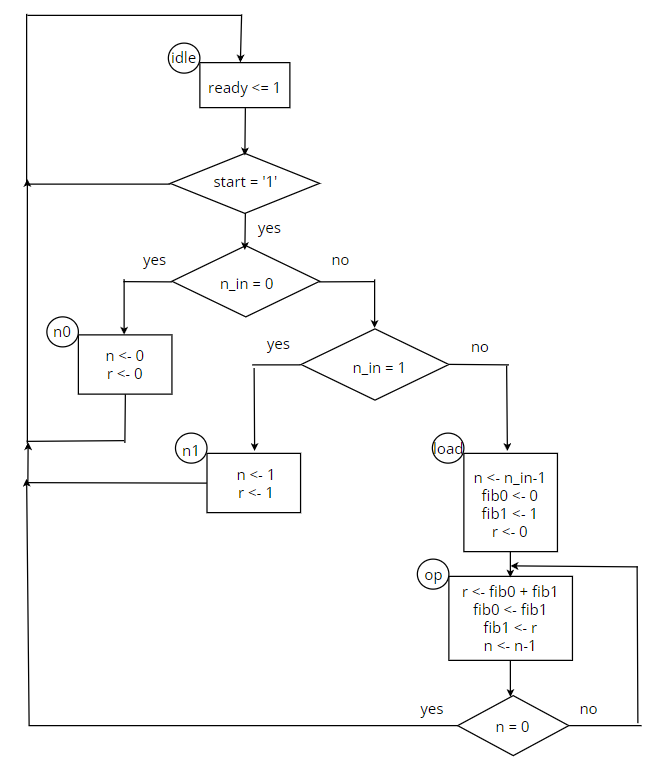 idle
ready <= 1
start = '1'
yes
yes
n_in = 0
no
n0
n <- 0
r <- 0
yes
n_in = 1
no
n1
n <- 1
r <- 1
load
n <- n_in-1
fib0 <- 0
fib1 <- 1
r <- 0
op
r <- fib0 + fib1
fib0 <- fib1
fib1 <- r
n <- n-1
yes
n = 0
no